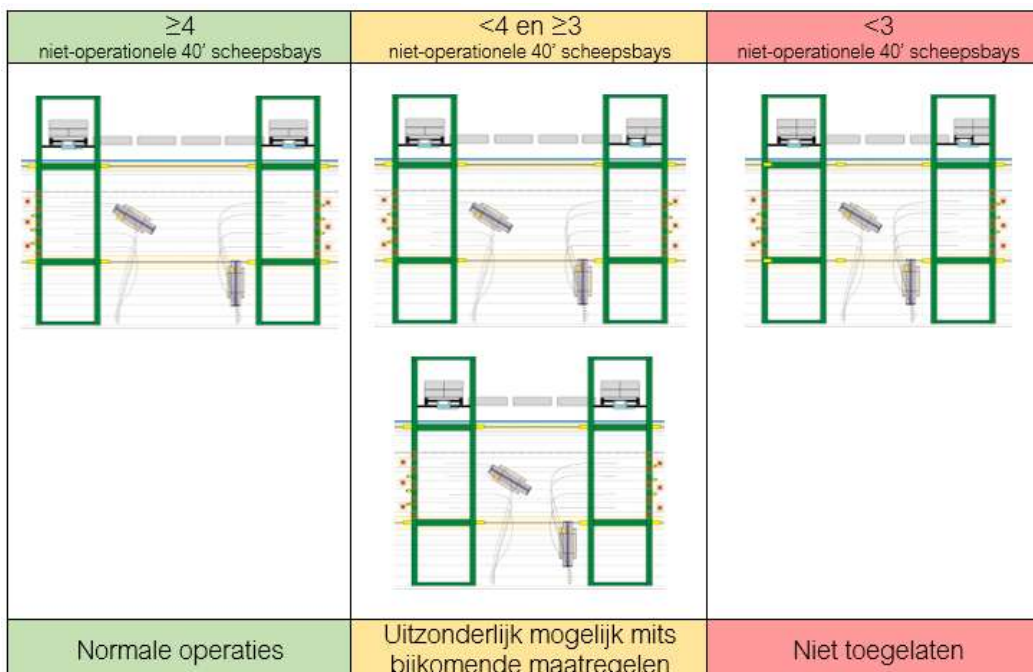 ≥4
niet-operationele 40' scheepsbays
<4 en ≥3
niet-operationele 40' scheepsbays
<3
niet-operationele 40' scheepsbays
Normale operaties
Uitzonderlijk mogelijk mits
bijkomende maatregelen
Niet toegelaten